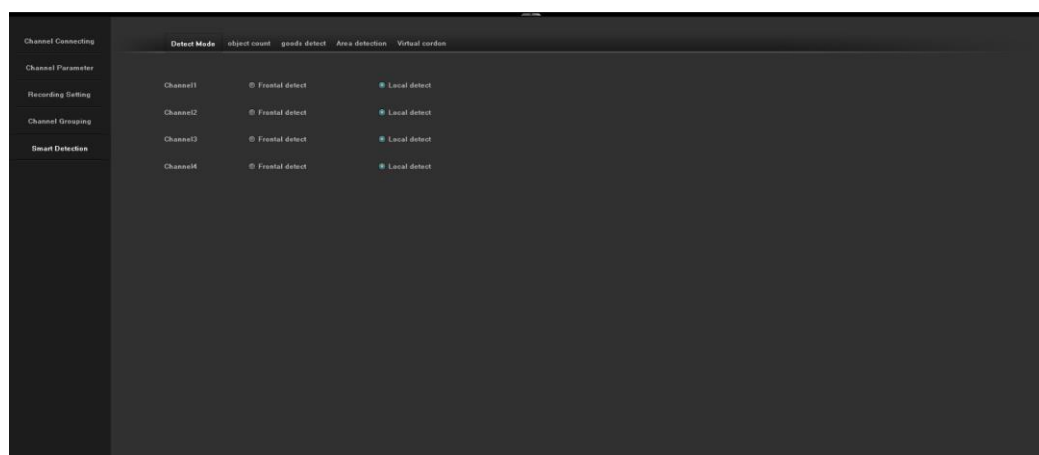 Channel Connecting
Channel Parameter
Recording Setting
Channel Grouping
Smart Detection
Detect Mode object count goods detect Area detection Virtual cordon
Channel1 Frontal detect Local detect
Channel2 Frontal detect Local detect
Channel3 Frontal detect Local detect
Channel4 Frontal detect Local detect